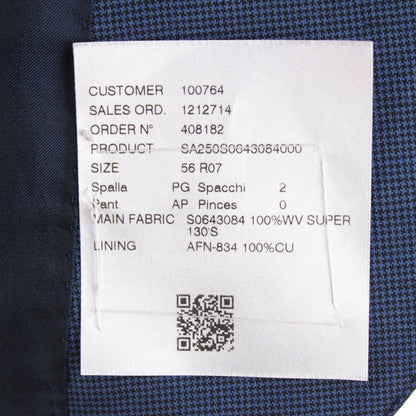 CUSTOMER 100764
SALES ORD. 1212714
ORDER N° 408182
PRODUCT SA250S0643084000
SIZE 56 R07
Spalla PG Spacchi 2
Pant AP Pinces 0
MAIN FABRIC S0643084 100%WV SUPER
130'S
LINING AFN-834 100%CU